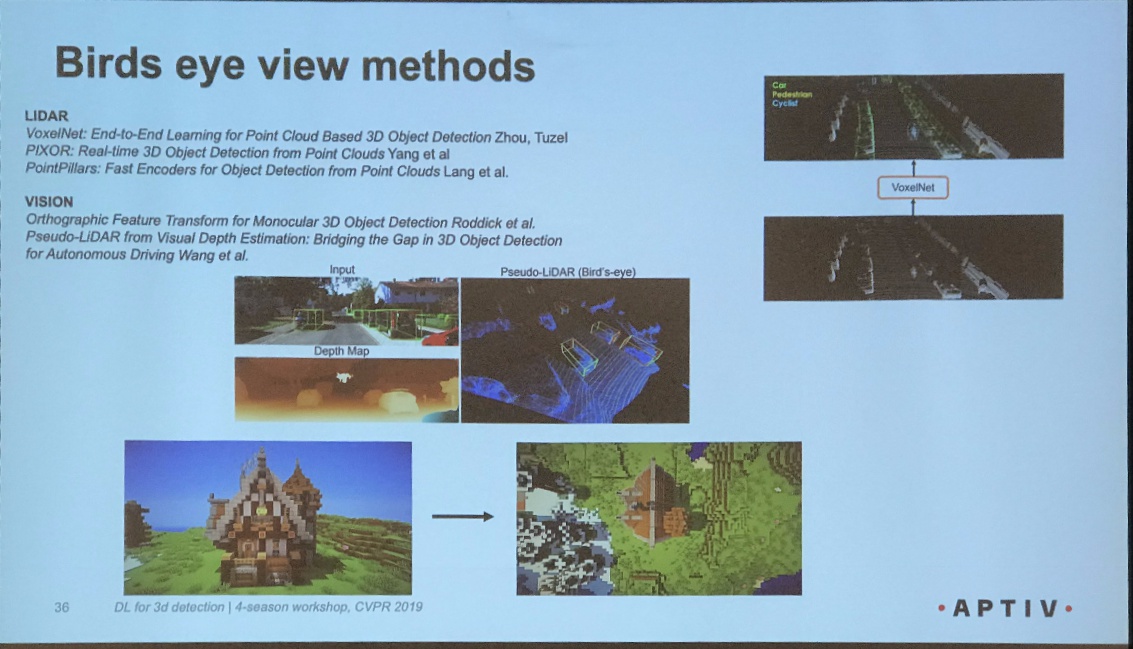 Birds eye view methods
LIDAR
VoxelNet: End-to-End Learning for Point Cloud Based 3D Object Detection Zhou, Tuzel
PIXOR: Real-time 3D Object Detection from Point Clouds Yang et al
PointPillars: Fast Encoders for Object Detection from Point Clouds Lang et al.
VISION
Orthographic Feature Transform for Monocular 3D Object Detection Roddick et al.
Pseudo-LiDAR from Visual Depth Estimation: Bridging the Gap in 3D Object Detection
for Autonomous Driving Wang et al.
Car
Pedestrian
Cyclist
VoxelNet
Input
Pseudo-LiDAR (Bird's-eye)
Depth Map
36 DL for 3d detection | 4-season workshop, CVPR 2019
• A P T I V •